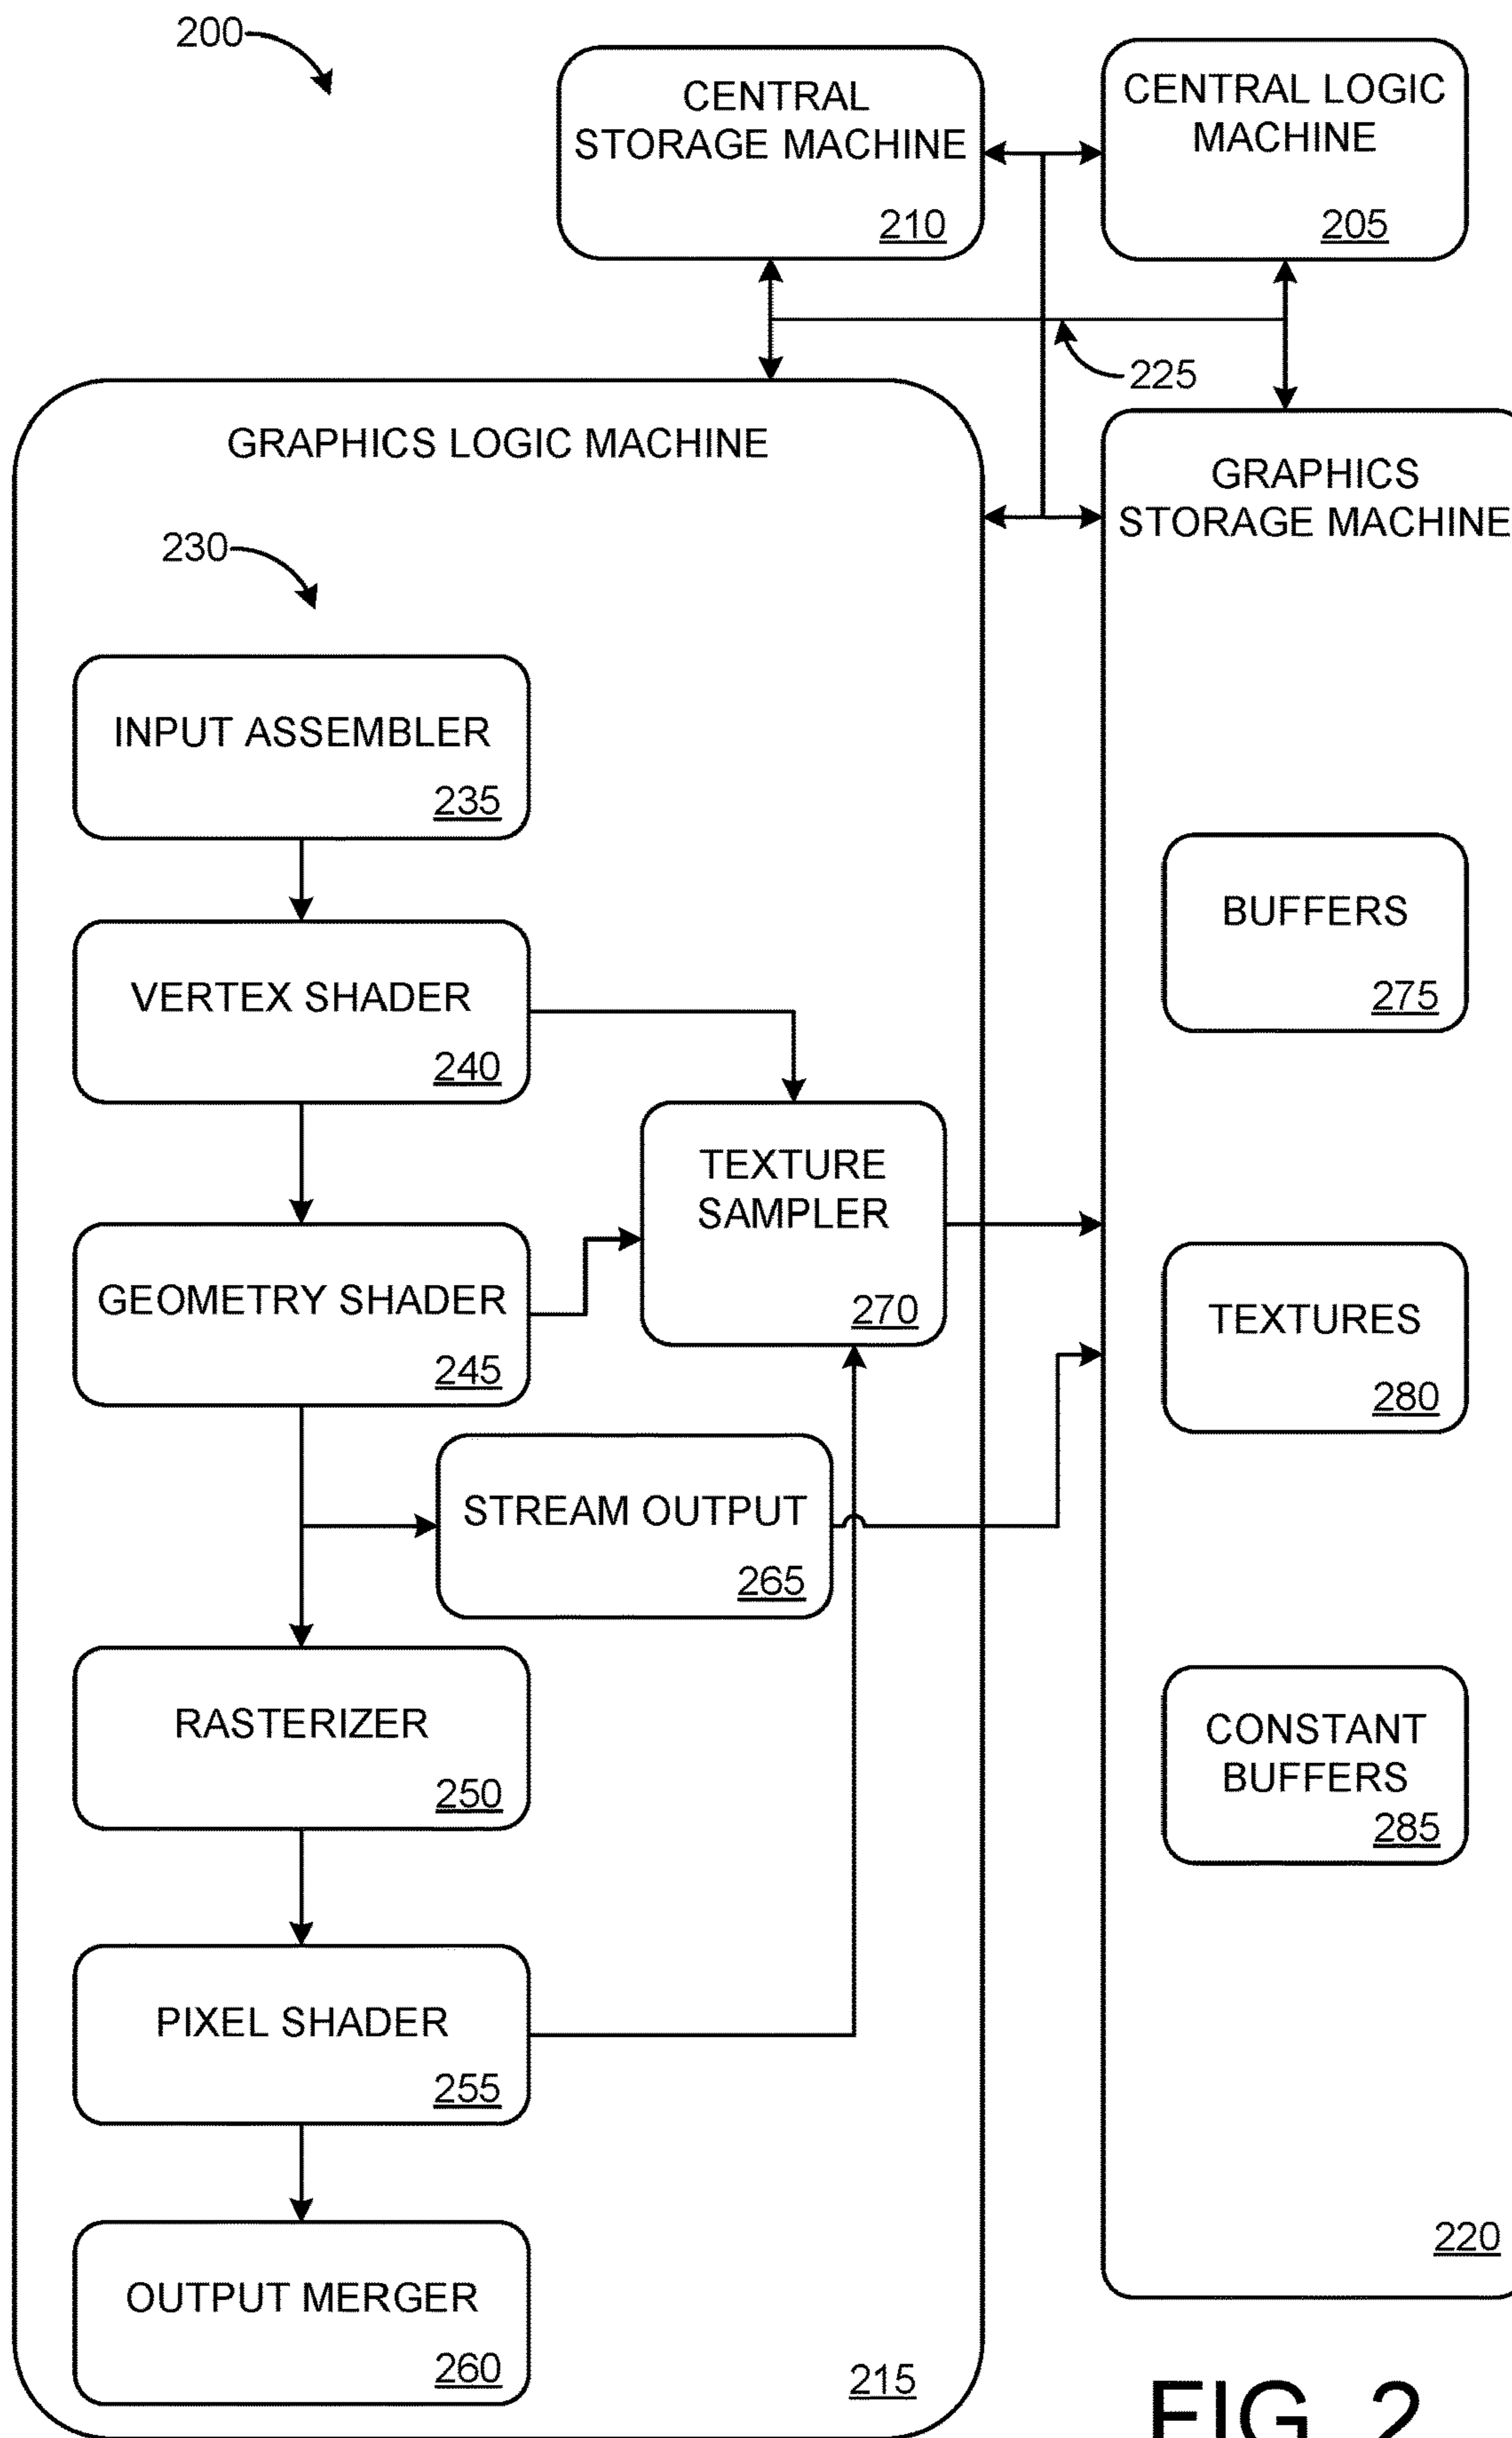 200
CENTRAL
STORAGE MACHINE
210
CENTRAL LOGIC
MACHINE
205
225
GRAPHICS LOGIC MACHINE
230
INPUT ASSEMBLER
235
VERTEX SHADER
240
TEXTURE
SAMPLER
270
GEOMETRY SHADER
245
STREAM OUTPUT
265
RASTERIZER
250
PIXEL SHADER
255
OUTPUT MERGER
260
215
GRAPHICS
STORAGE MACHINE
BUFFERS
275
TEXTURES
280
CONSTANT
BUFFERS
285
220
FIG. 2